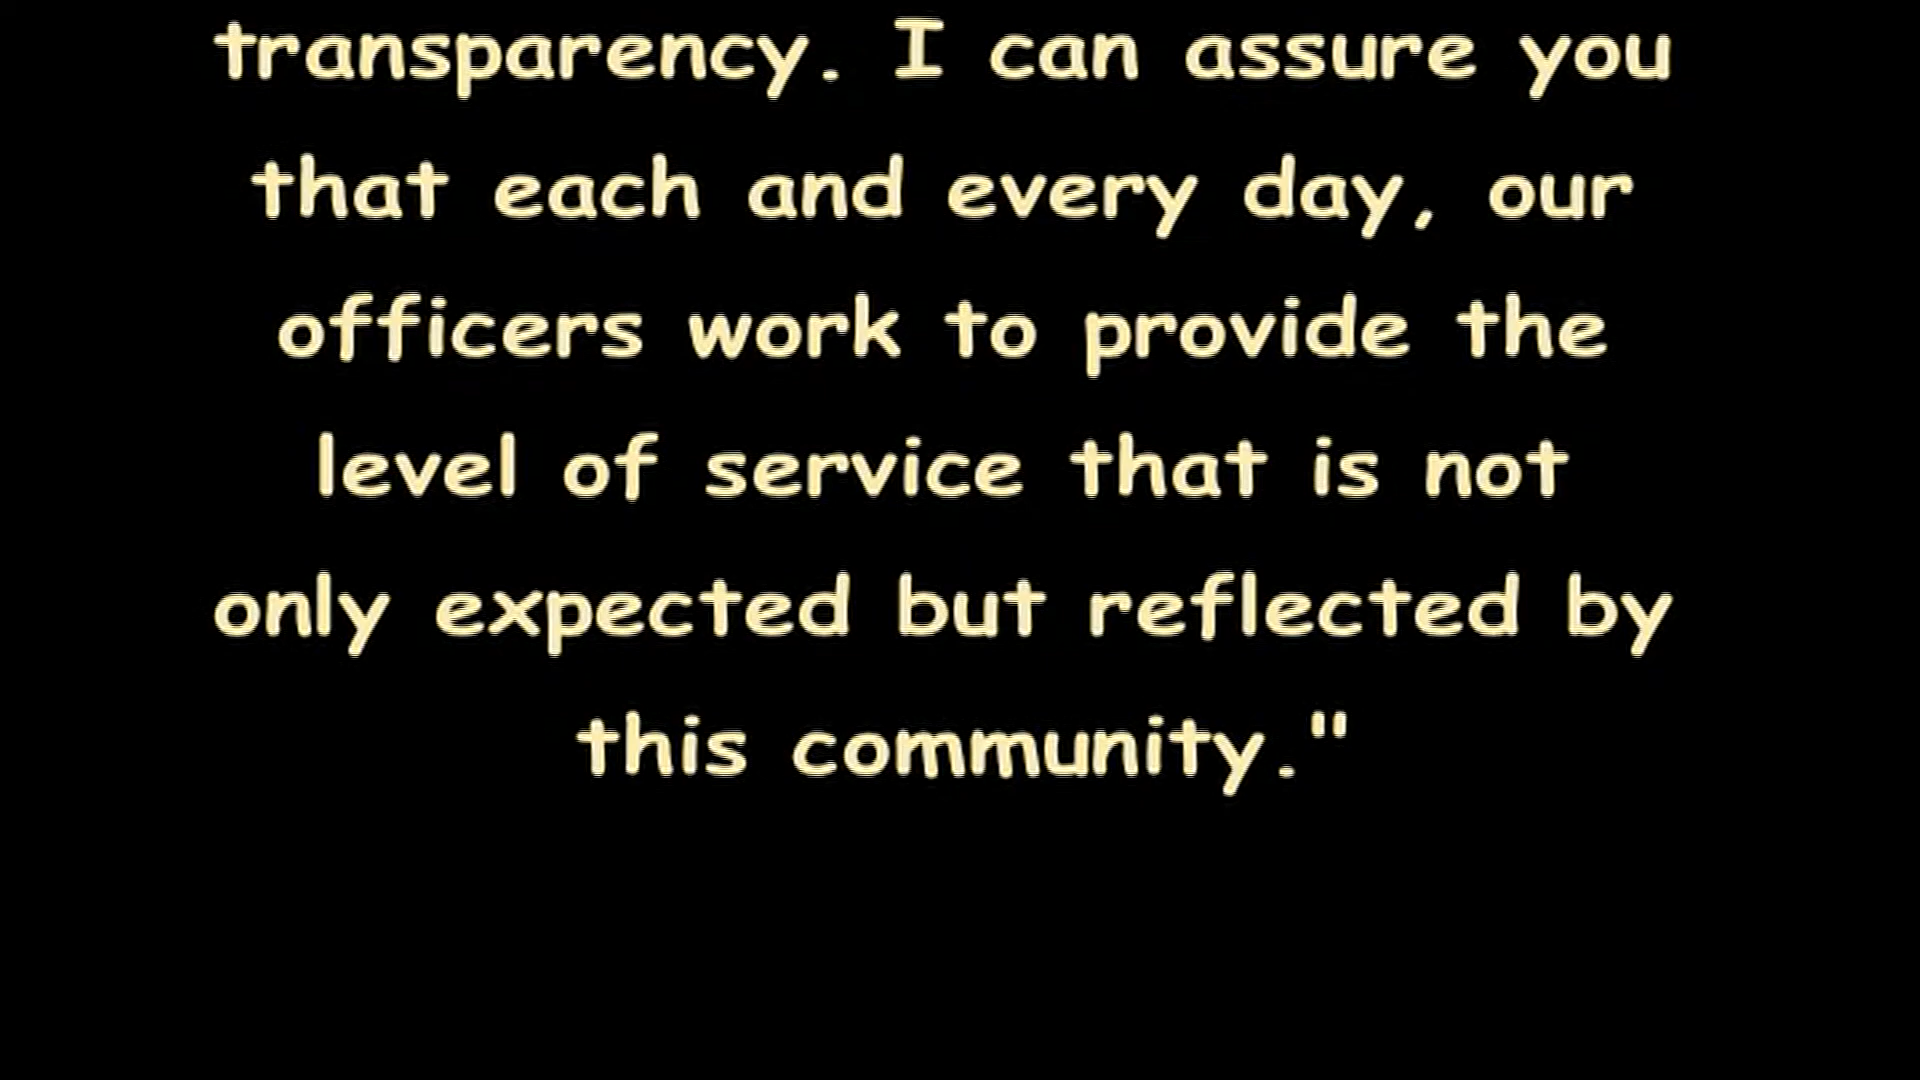 transparency. I can assure you
that each and every day, our
officers work to provide the
level of service that is not
only expected but reflected by
this community."